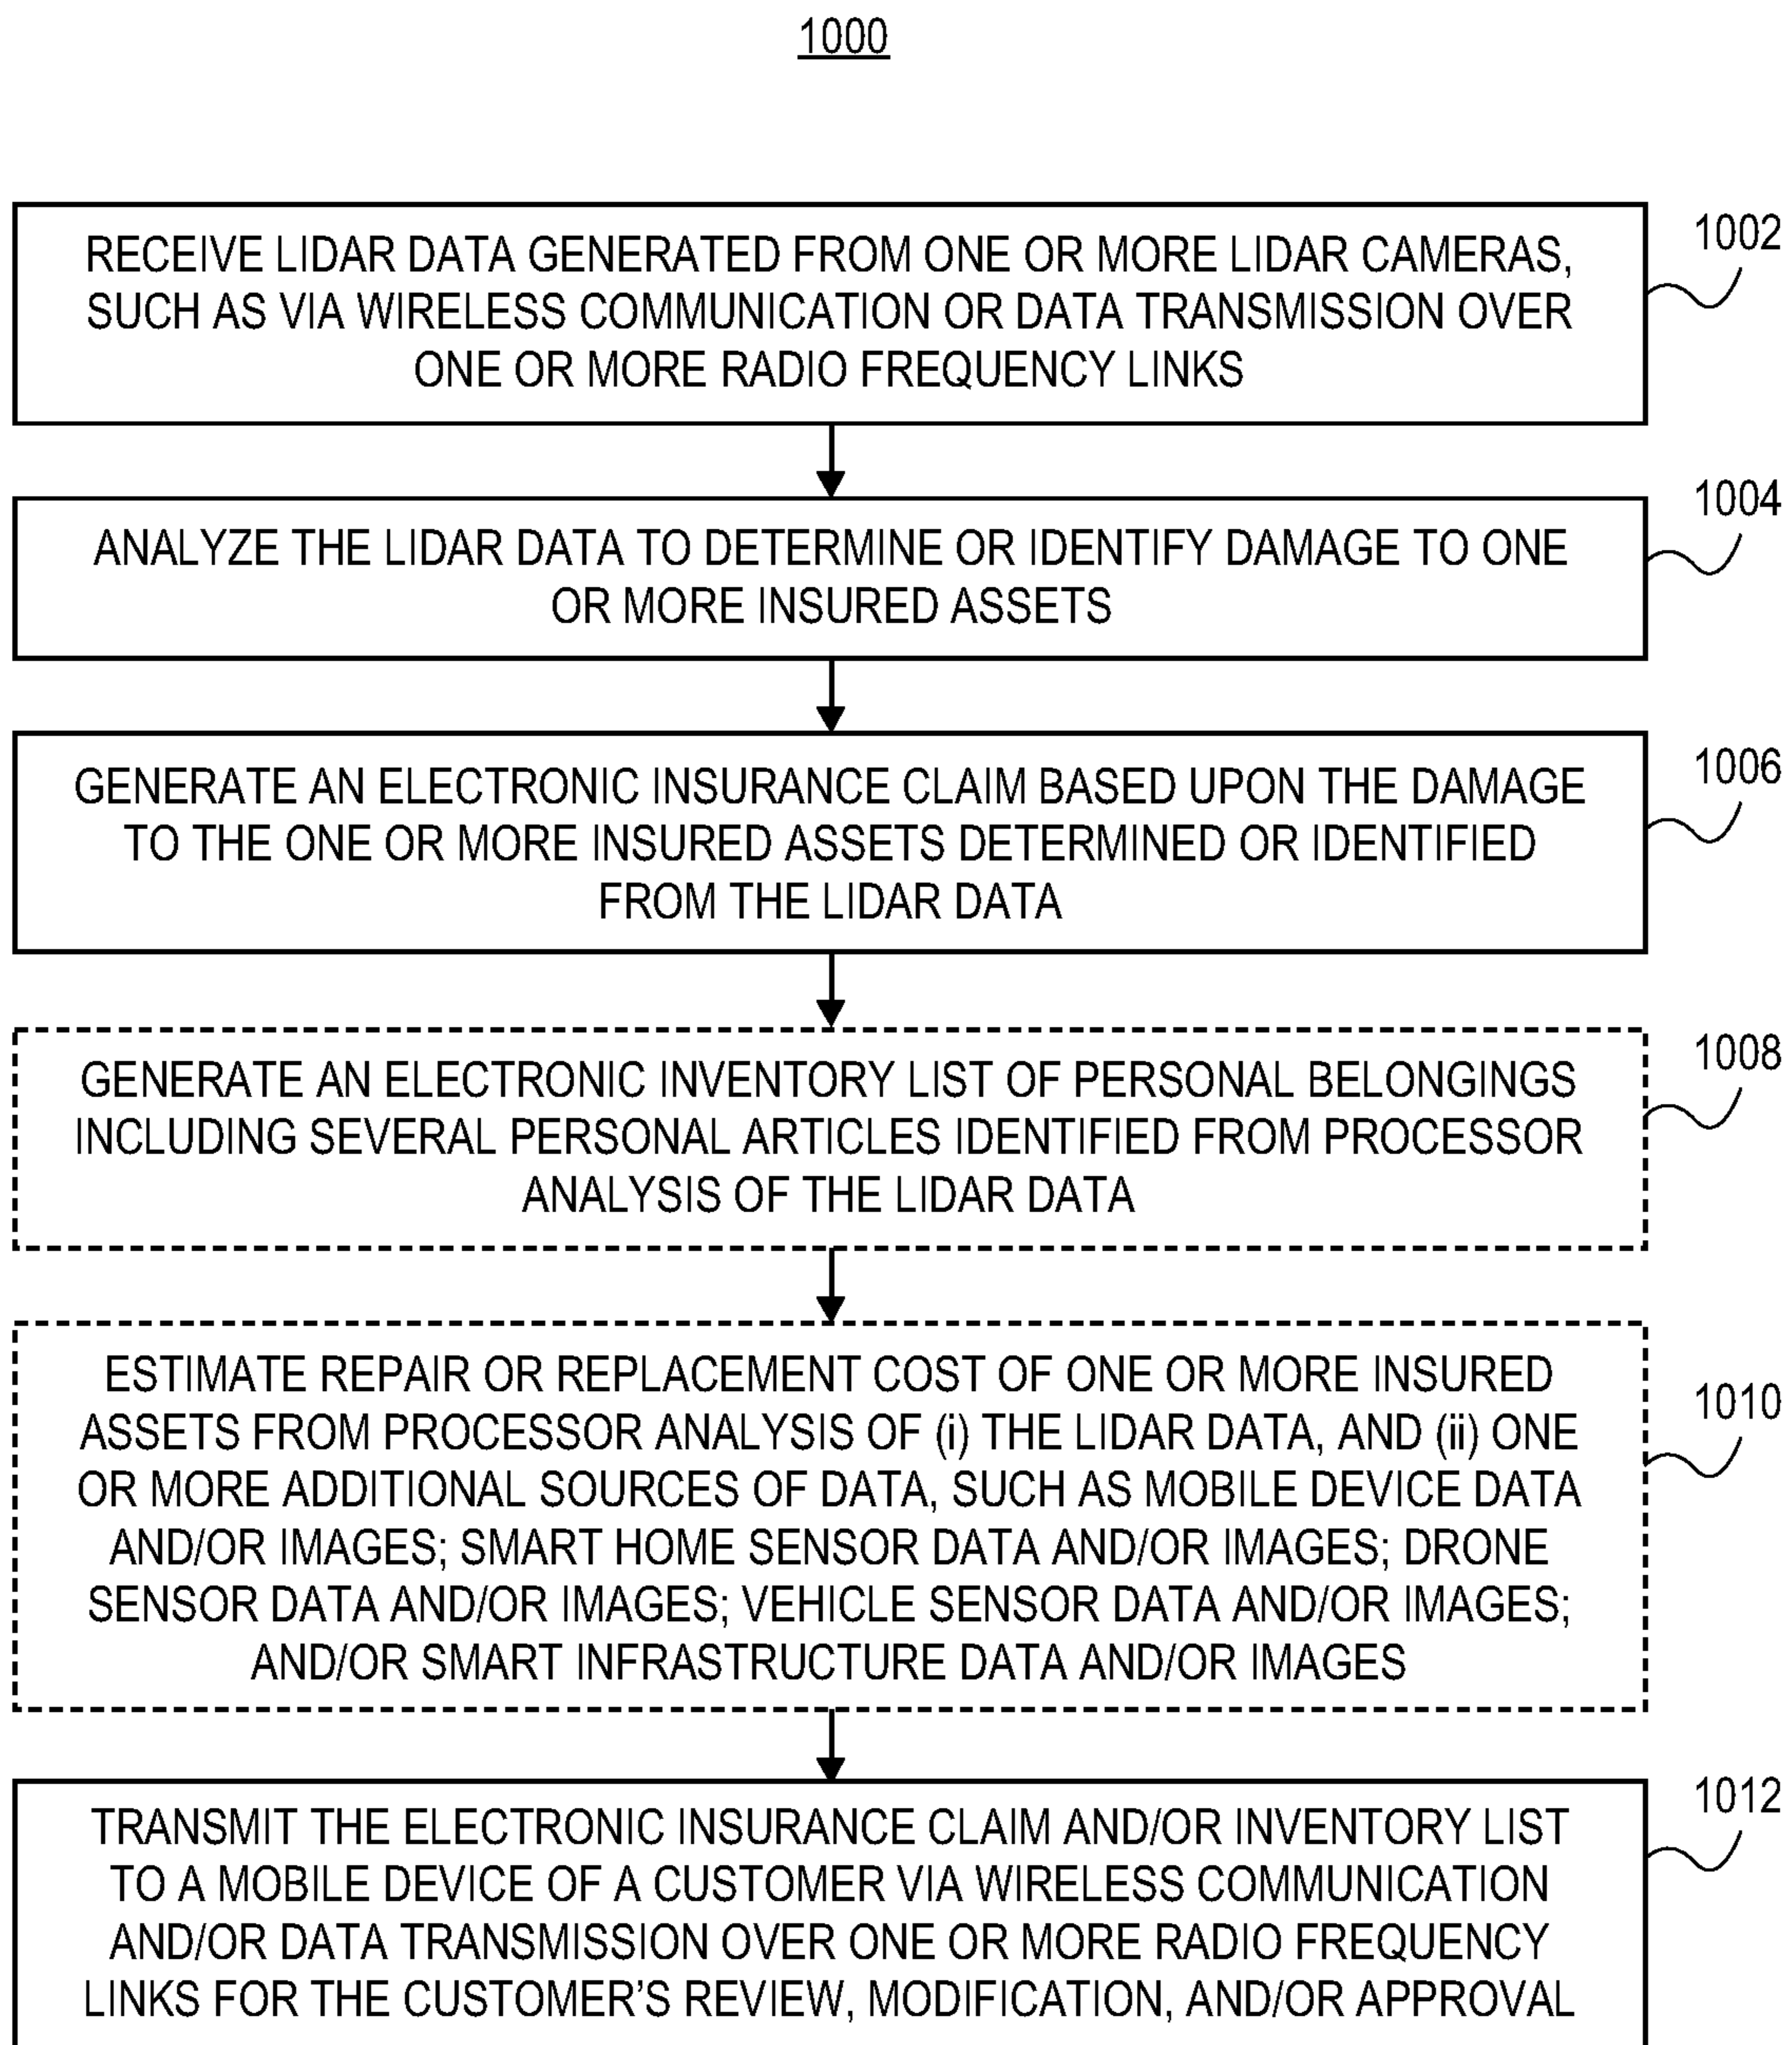 1000
RECEIVE LIDAR DATA GENERATED FROM ONE OR MORE LIDAR CAMERAS,
SUCH AS VIA WIRELESS COMMUNICATION OR DATA TRANSMISSION OVER
ONE OR MORE RADIO FREQUENCY LINKS
1002
ANALYZE THE LIDAR DATA TO DETERMINE OR IDENTIFY DAMAGE TO ONE
OR MORE INSURED ASSETS
1004
GENERATE AN ELECTRONIC INSURANCE CLAIM BASED UPON THE DAMAGE
TO THE ONE OR MORE INSURED ASSETS DETERMINED OR IDENTIFIED
FROM THE LIDAR DATA
1006
GENERATE AN ELECTRONIC INVENTORY LIST OF PERSONAL BELONGINGS
INCLUDING SEVERAL PERSONAL ARTICLES IDENTIFIED FROM PROCESSOR
ANALYSIS OF THE LIDAR DATA
1008
ESTIMATE REPAIR OR REPLACEMENT COST OF ONE OR MORE INSURED
ASSETS FROM PROCESSOR ANALYSIS OF (i) THE LIDAR DATA, AND (ii) ONE
OR MORE ADDITIONAL SOURCES OF DATA, SUCH AS MOBILE DEVICE DATA
AND/OR IMAGES; SMART HOME SENSOR DATA AND/OR IMAGES; DRONE
SENSOR DATA AND/OR IMAGES; VEHICLE SENSOR DATA AND/OR IMAGES;
AND/OR SMART INFRASTRUCTURE DATA AND/OR IMAGES
1010
TRANSMIT THE ELECTRONIC INSURANCE CLAIM AND/OR INVENTORY LIST
TO A MOBILE DEVICE OF A CUSTOMER VIA WIRELESS COMMUNICATION
AND/OR DATA TRANSMISSION OVER ONE OR MORE RADIO FREQUENCY
LINKS FOR THE CUSTOMER'S REVIEW, MODIFICATION, AND/OR APPROVAL
1012